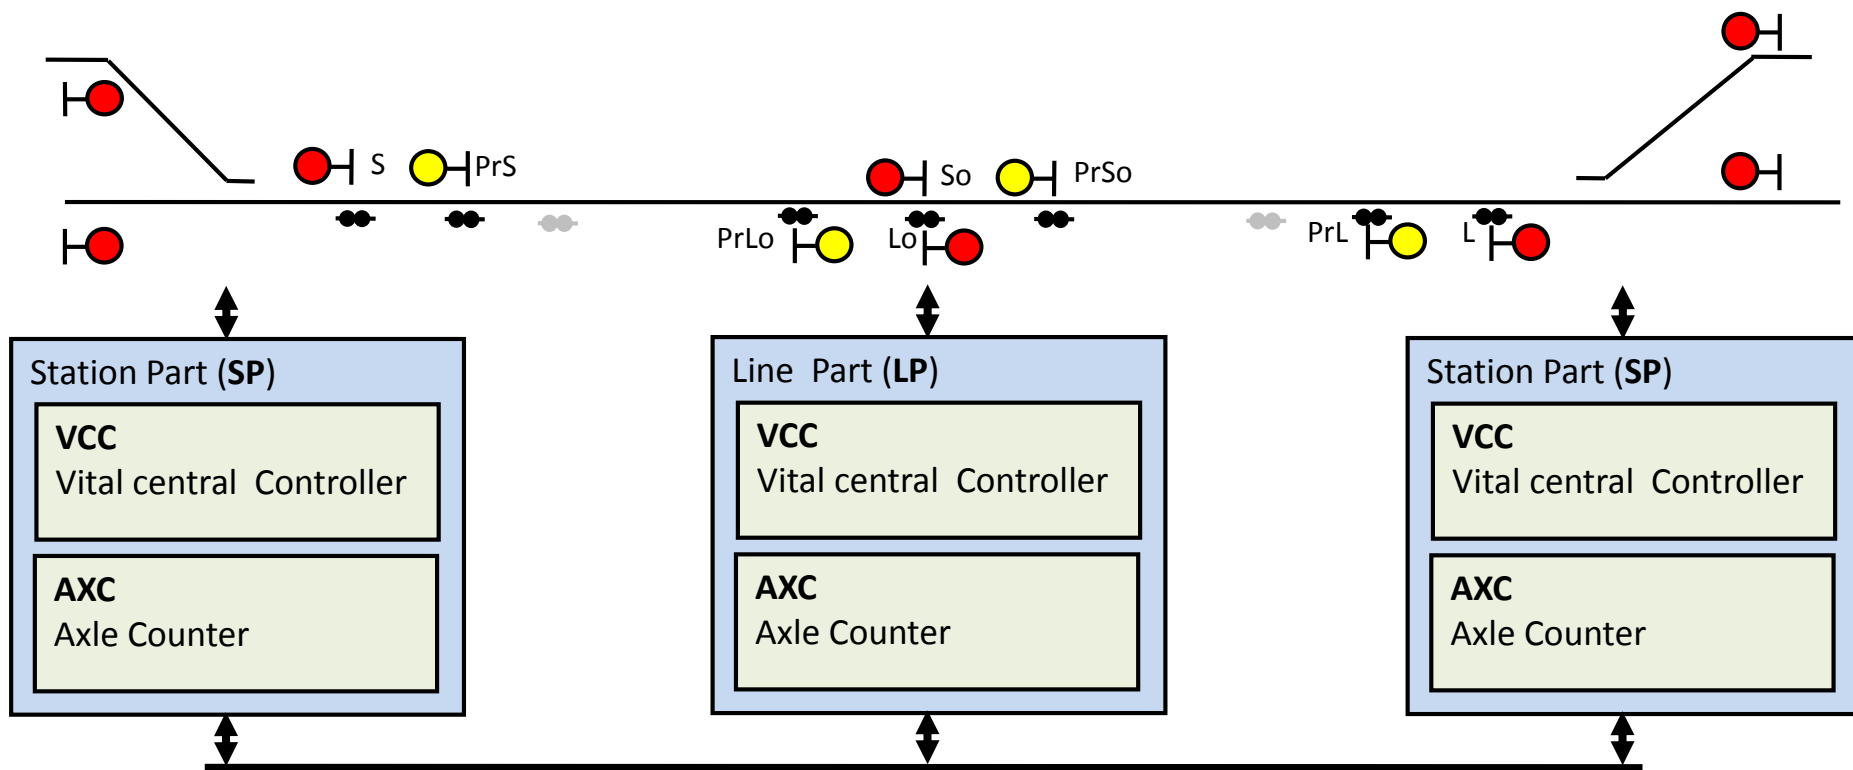 S
PrS
So
PrSo
PrLo
Lo
PrL
L
Station Part (SP)
VCC
Vital central Controller
AXC
Axle Counter
Line Part (LP)
VCC
Vital central Controller
AXC
Axle Counter
Station Part (SP)
VCC
Vital central Controller
AXC
Axle Counter